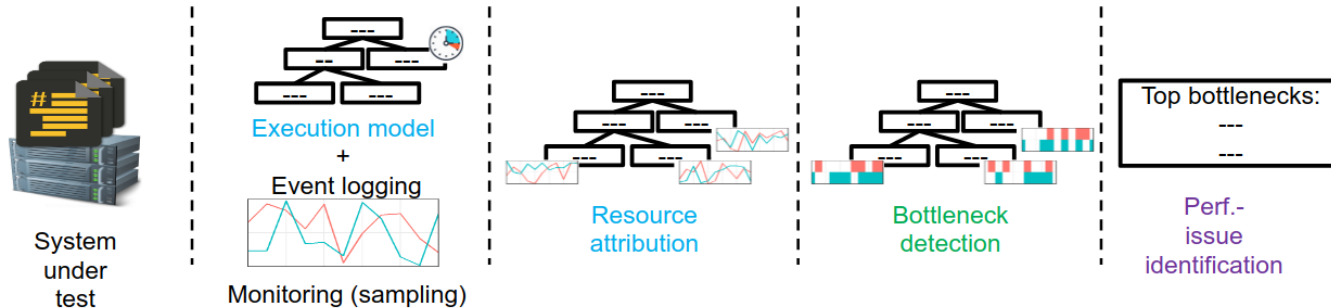 #
System
under
test
---
--
---
---
---
Execution model
+
Event logging
Monitoring (sampling)
---
---
---
---
---
Resource
attribution
---
---
---
---
---
Bottleneck
detection
Top bottlenecks:
---
---
Perf.-
issue
identification